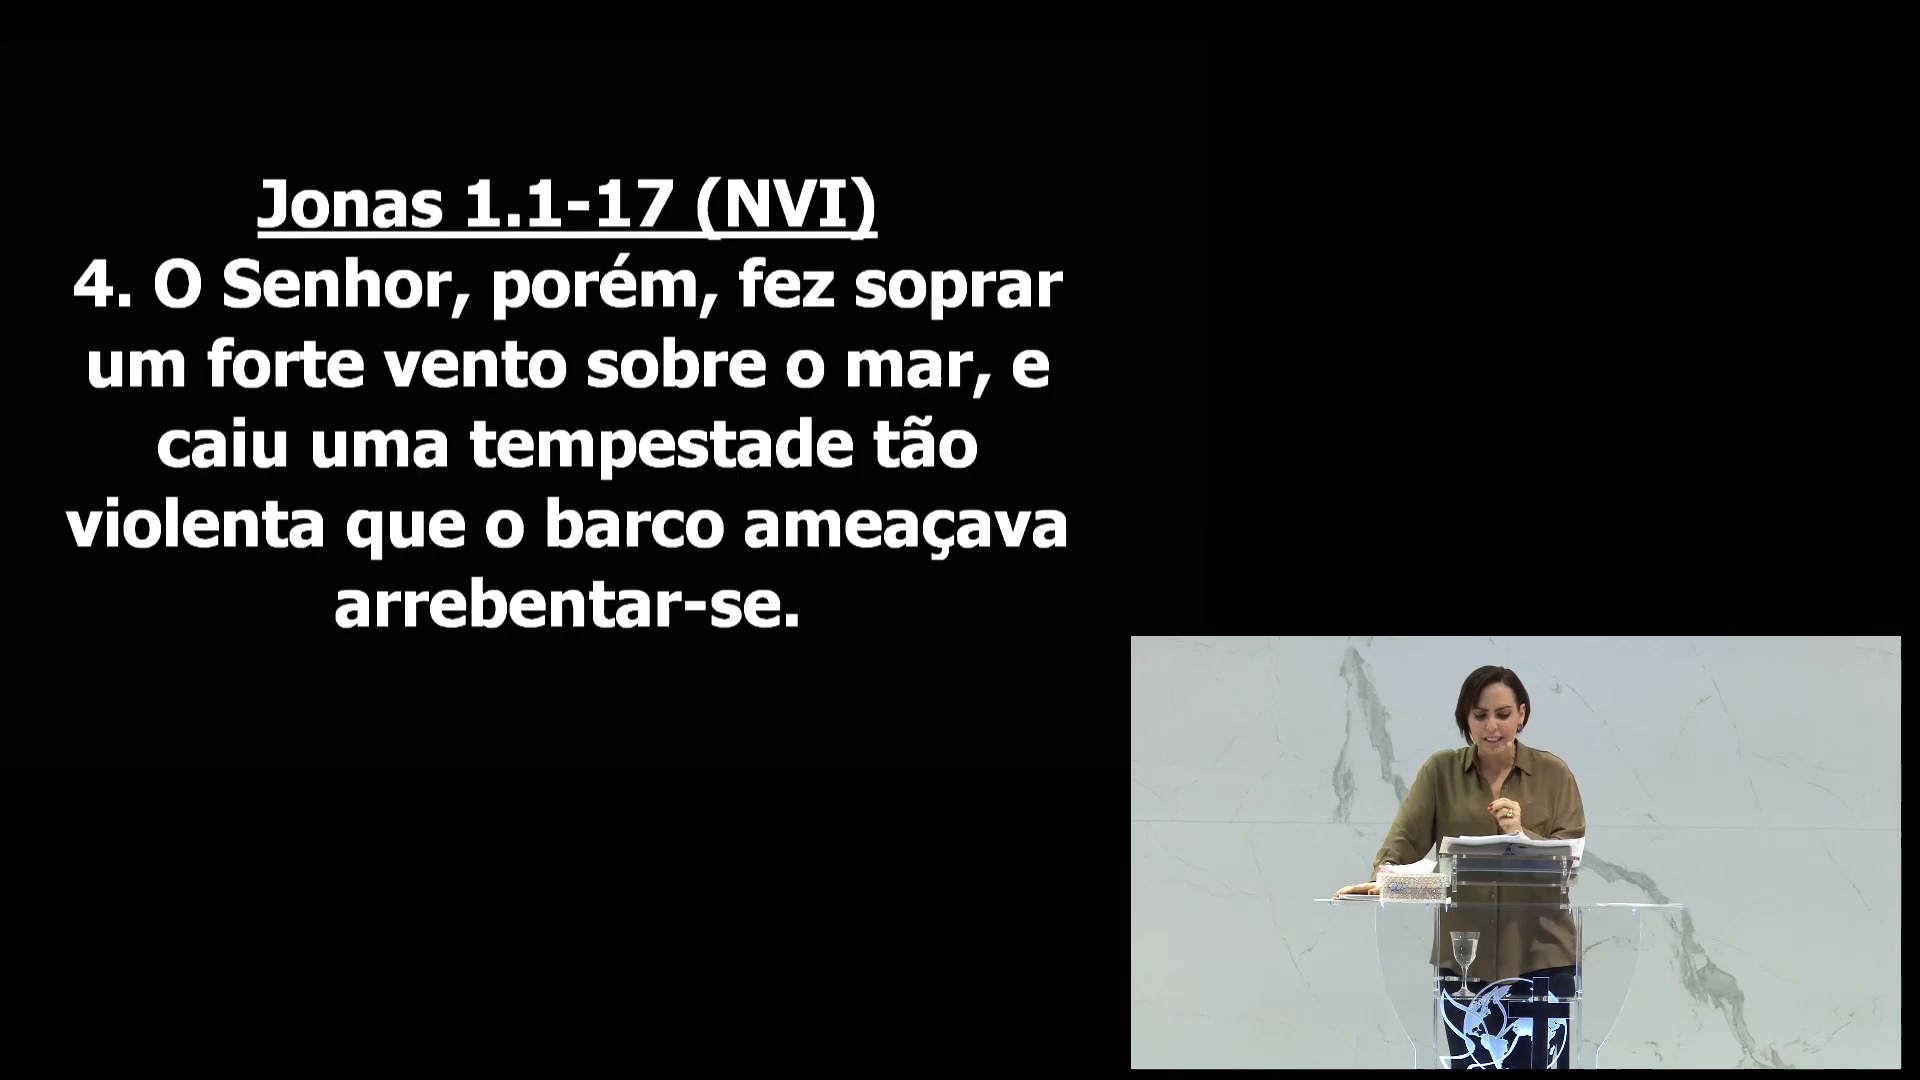 Jonas 1.1-17 (NVI)
4. O Senhor, porém, fez soprar
um forte vento sobre o mar, e
caiu uma tempestade tão
violenta que o barco ameaçava
arrebentar-se.